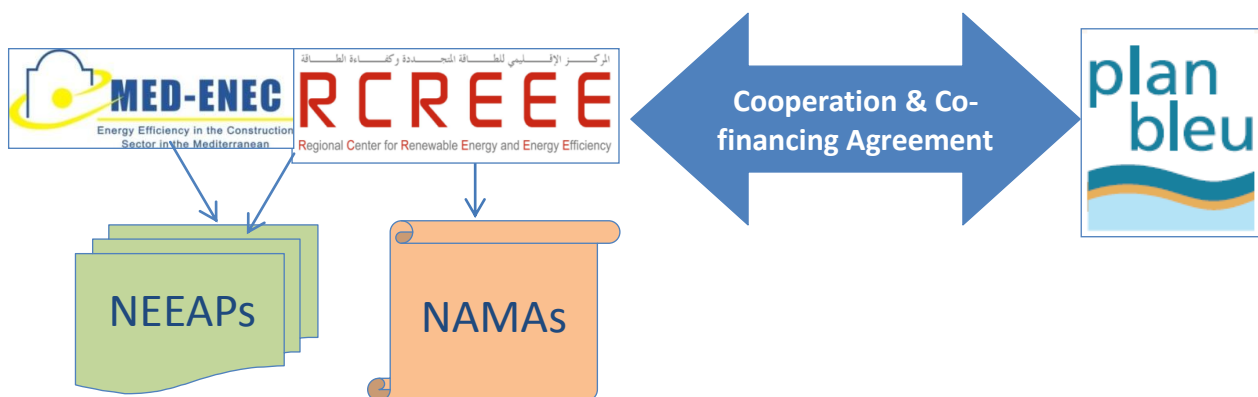 MED-ENEC
Energy Efficiency in the Construction
Sector in the Mediterranean
المركز الإقليمي للطاقة المتجددة وكفاءة الطاقة
RCREEE
Regional Center for Renewable Energy and Energy Efficiency
Cooperation & Co-
financing Agreement
plan
bleu
NEEAPs
NAMAs